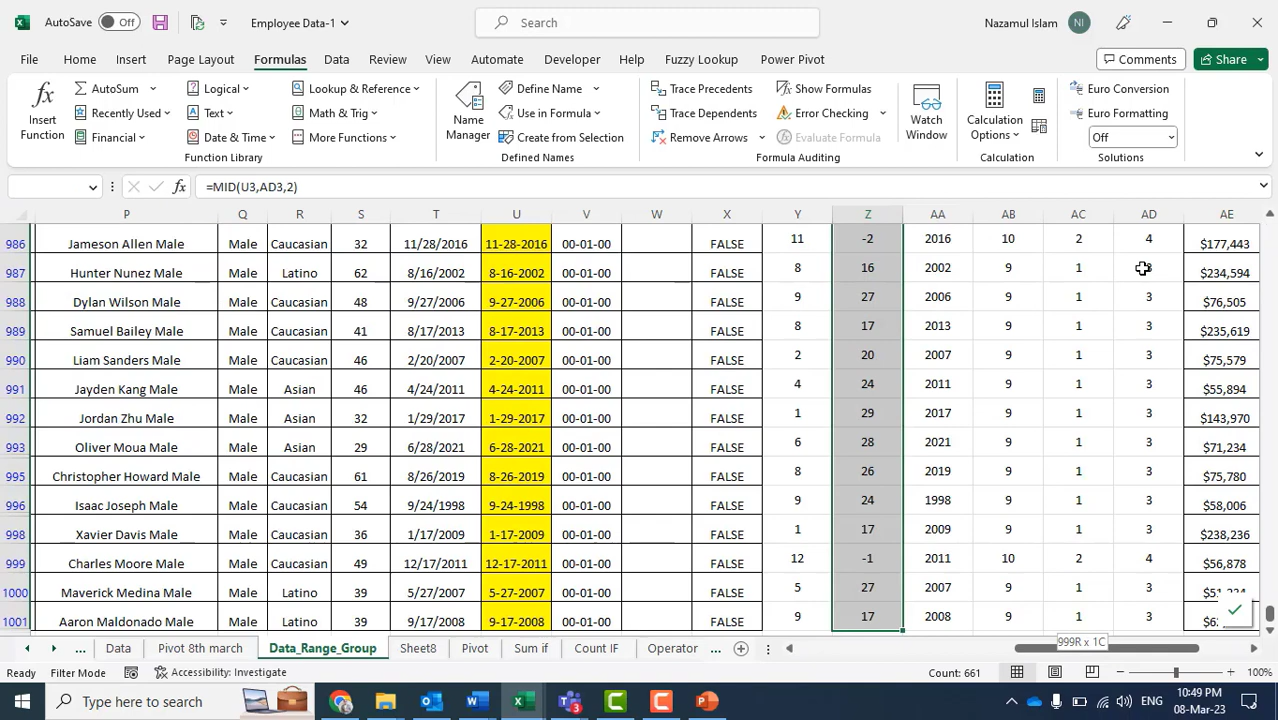 AutoSave Off Employee Data-1 Search Nazamul Islam NI
File Home Insert Page Layout Formulas Data Review View Automate Developer Help Fuzzy Lookup Power Pivot Comments Share
Insert Function
AutoSum
Recently Used
Financial
Logical
Text
Date & Time
Lookup & Reference
Math & Trig
More Functions
Function Library
Name Manager
Define Name
Use in Formula
Create from Selection
Defined Names
Trace Precedents
Trace Dependents
Remove Arrows
Show Formulas
Error Checking
Evaluate Formula
Formula Auditing
Watch Window
Calculation Options
Calculation
Euro Conversion
Euro Formatting
Off
Solutions
fx =MID(U3,AD3,2)
P Q R S T U V W X Y Z AA AB AC AD AE
986 Jameson Allen Male Male Caucasian 32 11/28/2016 11-28-2016 00-01-00 FALSE 11 -2 2016 10 2 4 $177,443
987 Hunter Nunez Male Male Latino 62 8/16/2002 8-16-2002 00-01-00 FALSE 8 16 2002 9 1 $234,594
988 Dylan Wilson Male Male Caucasian 48 9/27/2006 9-27-2006 00-01-00 FALSE 9 27 2006 9 1 3 $76,505
989 Samuel Bailey Male Male Caucasian 41 8/17/2013 8-17-2013 00-01-00 FALSE 8 17 2013 9 1 3 $235,619
990 Liam Sanders Male Male Caucasian 46 2/20/2007 2-20-2007 00-01-00 FALSE 2 20 2007 9 1 3 $75,579
991 Jayden Kang Male Male Asian 46 4/24/2011 4-24-2011 00-01-00 FALSE 4 24 2011 9 1 3 $55,894
992 Jordan Zhu Male Male Asian 32 1/29/2017 1-29-2017 00-01-00 FALSE 1 29 2017 9 1 3 $143,970
993 Oliver Moua Male Male Asian 29 6/28/2021 6-28-2021 00-01-00 FALSE 6 28 2021 9 1 3 $71,234
995 Christopher Howard Male Male Caucasian 61 8/26/2019 8-26-2019 00-01-00 FALSE 8 26 2019 9 1 3 $75,780
996 Isaac Joseph Male Male Caucasian 54 9/24/1998 9-24-1998 00-01-00 FALSE 9 24 1998 9 1 3 $58,006
998 Xavier Davis Male Male Caucasian 36 1/17/2009 1-17-2009 00-01-00 FALSE 1 17 2009 9 1 3 $238,236
999 Charles Moore Male Male Caucasian 49 12/17/2011 12-17-2011 00-01-00 FALSE 12 -1 2011 10 2 4 $56,878
1000 Maverick Medina Male Male Latino 39 5/27/2007 5-27-2007 00-01-00 FALSE 5 27 2007 9 1 3
1001 Aaron Maldonado Male Male Latino 39 9/17/2008 9-17-2008 00-01-00 FALSE 9 17 2008 9 1 3
999R x 1C
... Data Pivot 8th march Data_Range_Group Sheet8 Pivot Sum if Count IF Operator ...
Ready Filter Mode Accessibility: Investigate Count: 661 100%
Type here to search ENG 10:49 PM
08-Mar-23